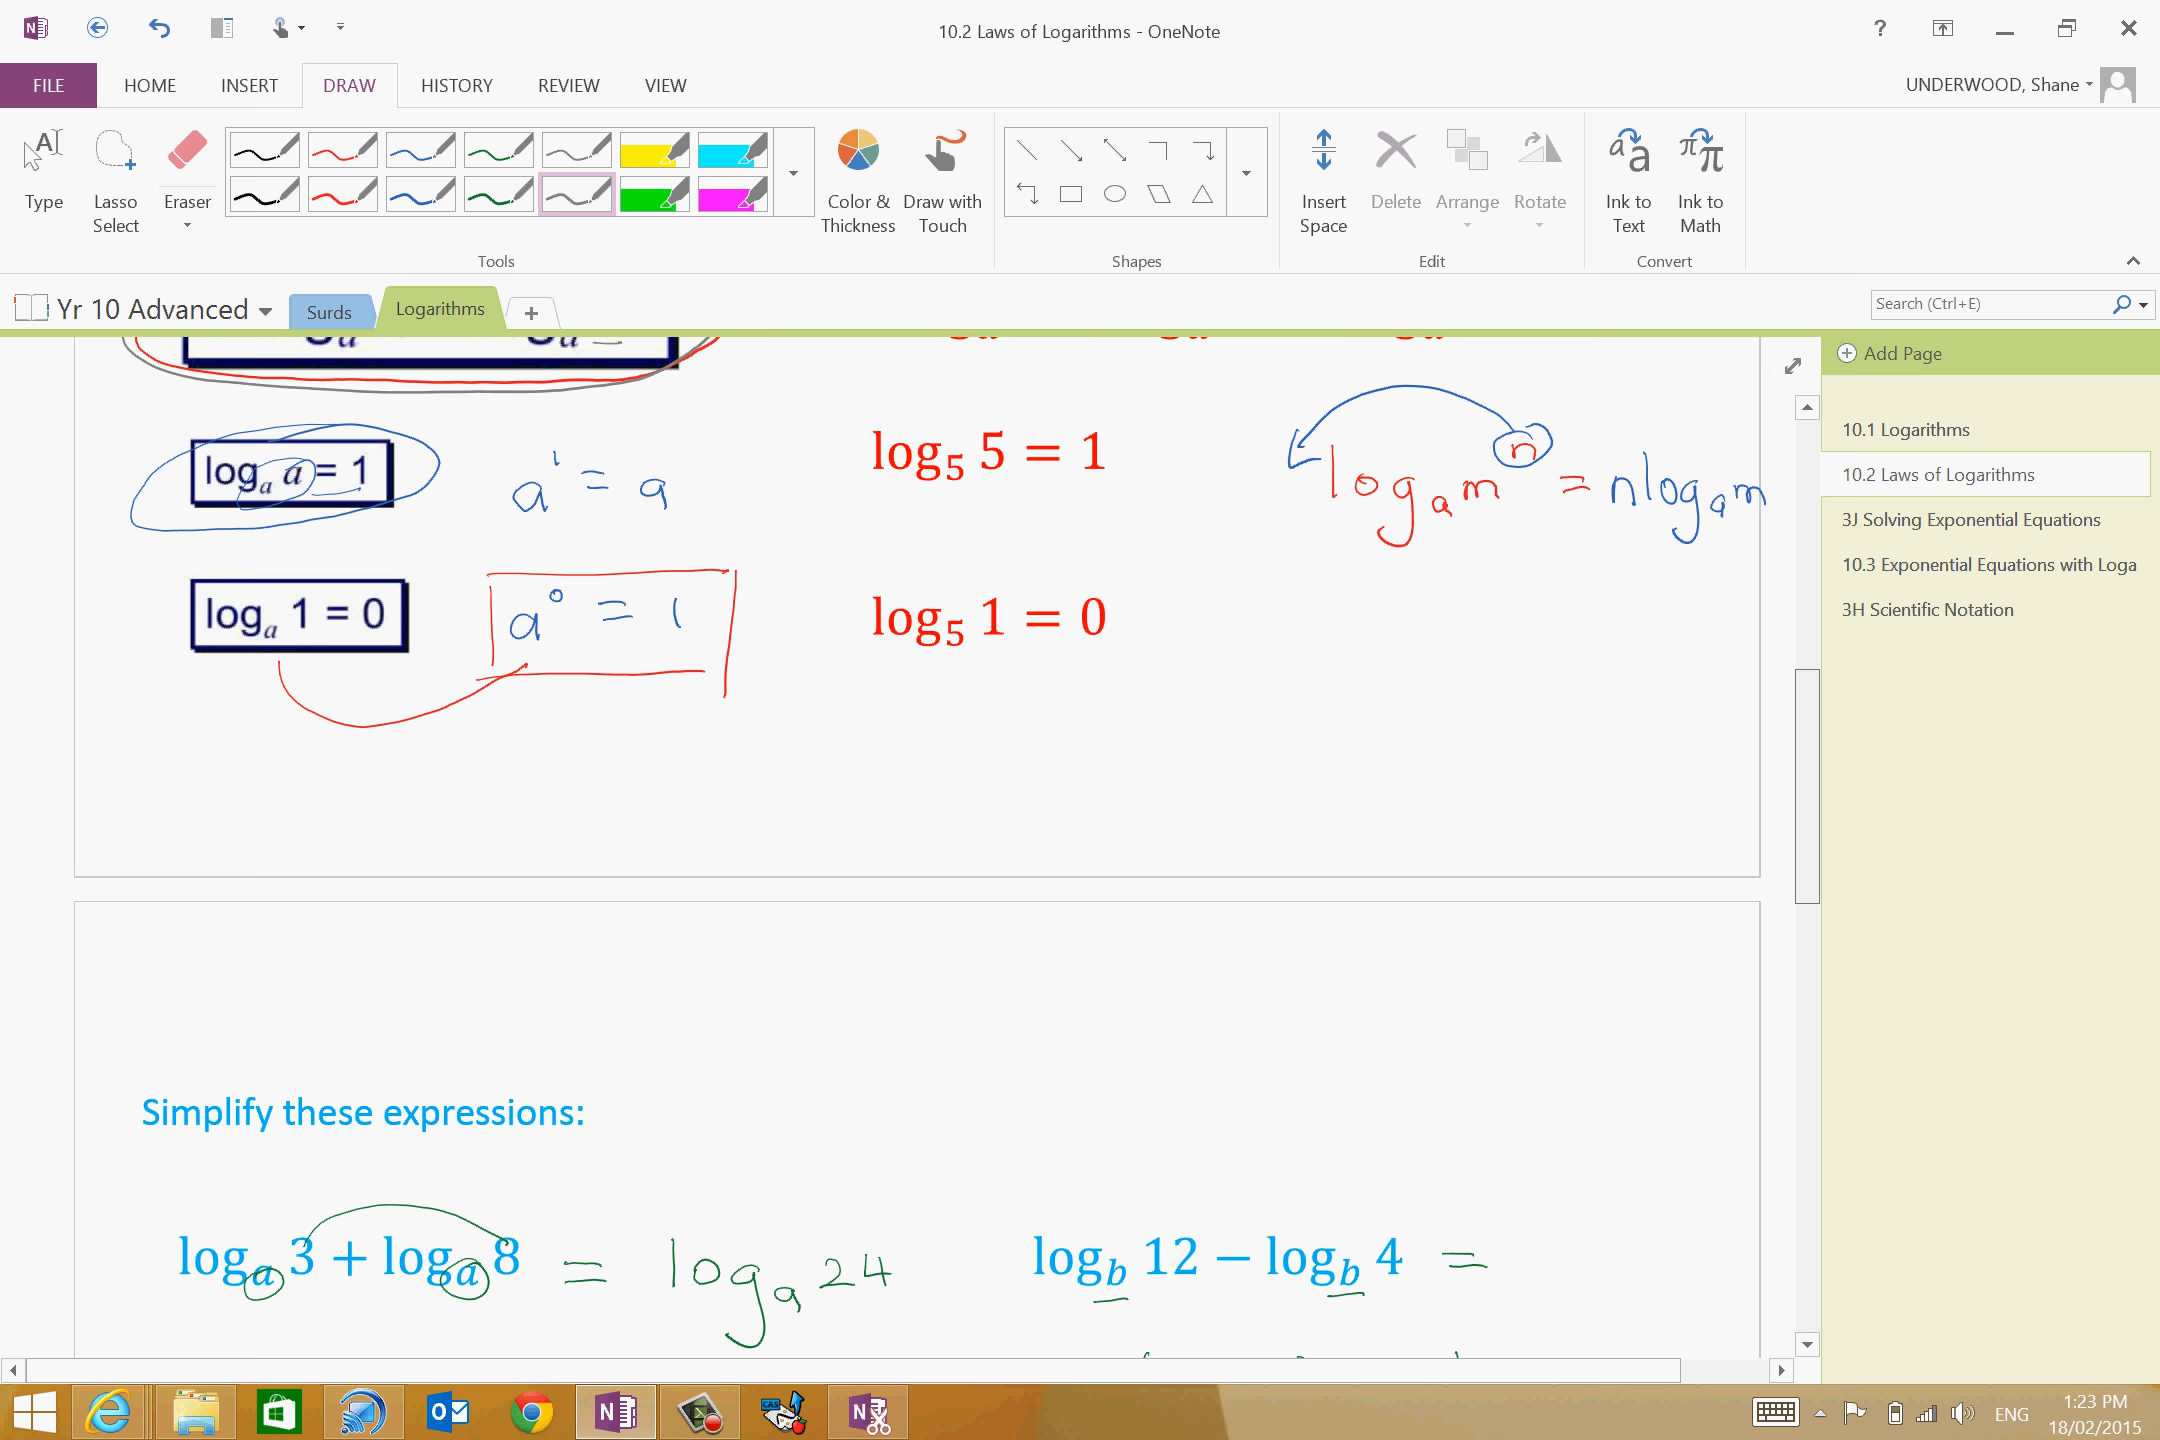 10.2 Laws of Logarithms - OneNote
?
FILE HOME INSERT DRAW HISTORY REVIEW VIEW
UNDERWOOD, Shane
Type
Lasso Select
Eraser
Color & Thickness
Draw with Touch
Insert Space
Delete
Arrange
Rotate
Ink to Text
Ink to Math
Tools Shapes Edit Convert
Yr 10 Advanced Surds Logarithms +
Search (Ctrl+E)
Add Page
10.1 Logarithms
10.2 Laws of Logarithms
3J Solving Exponential Equations
10.3 Exponential Equations with Loga
3H Scientific Notation
logₐ a = 1
a¹ = a
log₅ 5 = 1
logₐ mⁿ = n logₐ m
logₐ 1 = 0
a⁰ = 1
log₅ 1 = 0
Simplify these expressions:
logₐ 3 + logₐ 8 = logₐ 24
log_b 12 − log_b 4 =
ENG
1:23 PM
18/02/2015